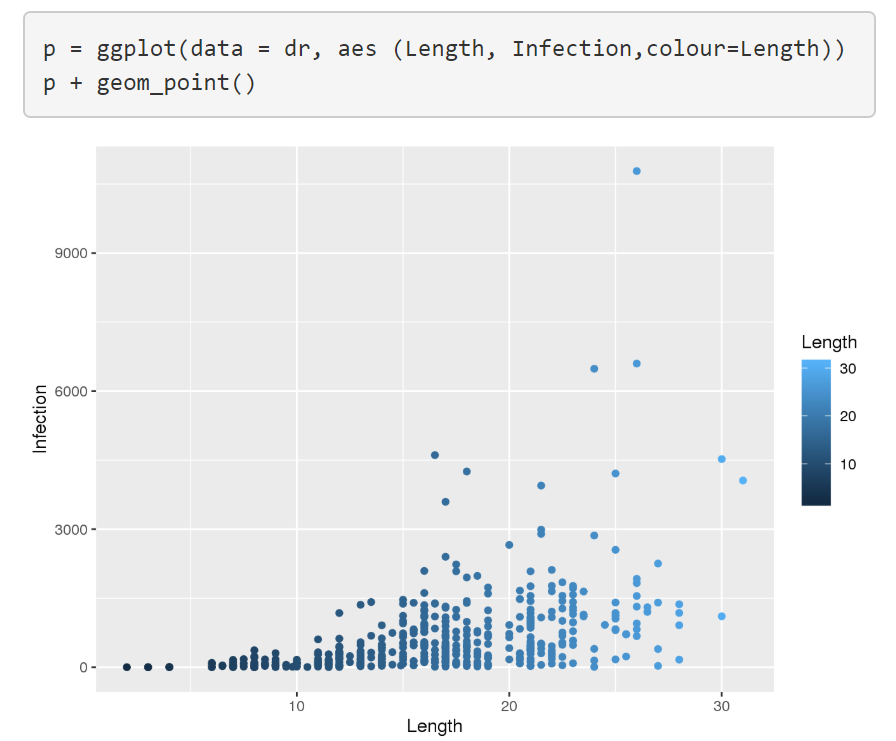 p = ggplot(data = dr, aes (Length, Infection,colour=Length))
p + geom_point()
9000
6000
3000
0
Infection
10 20 30
Length
Length
30
20
10